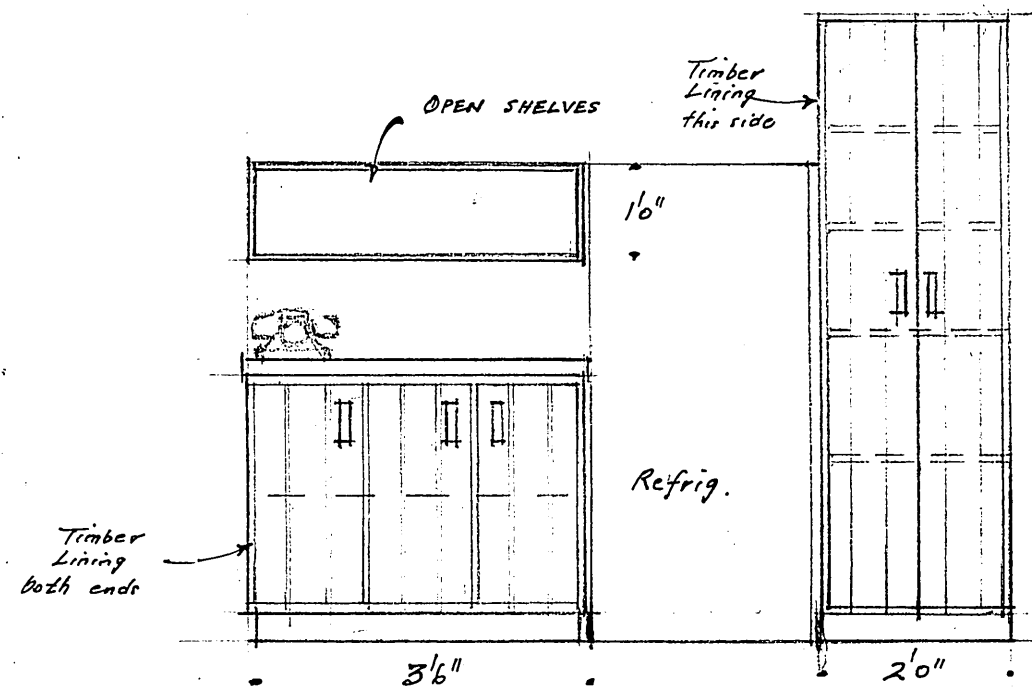 Timber
Lining
this side
OPEN SHELVES
1'0"
Refrig.
Timber
Lining
both ends
3'6"
2'0"